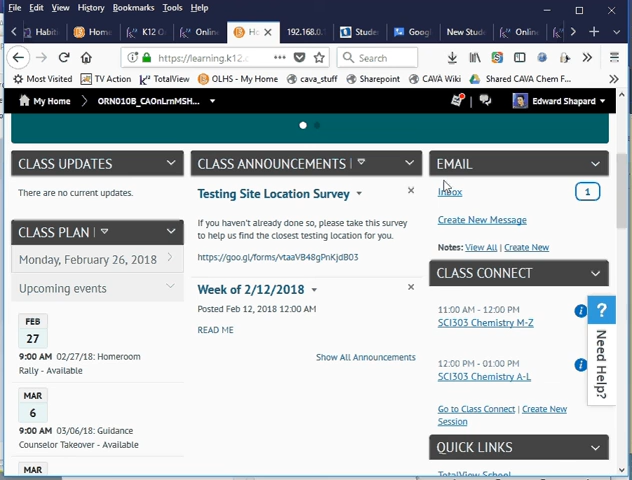 File Edit View History Bookmarks Tools Help
Habit Home K12 O Online H 192.068.0. Studer Goog New Stude Online
https://learning.k12. Search
Most Visited TV Action TotalView OLHS - My Home cava_stuff Sharepoint CAVA Wiki Shared CAVA Chem F...
My Home ORN010B_CAOnLrnMSH... Edward Shapard
CLASS UPDATES
There are no current updates.
CLASS PLAN
Monday, February 26, 2018
Upcoming events
FEB
27
9:00 AM 02/27/18: Homeroom
Rally - Available
MAR
6
9:00 AM 03/06/18: Guidance
Counselor Takeover - Available
MAR
CLASS ANNOUNCEMENTS
Testing Site Location Survey
If you haven't already done so, please take this survey
to help us find the closest testing location for you.
https://goo.gl/forms/vtaaVB48gPnKjdB03
Week of 2/12/2018
Posted Feb 12, 2018 12:00 AM
READ ME
Show All Announcements
EMAIL
Inbox 1
Create New Message
Notes: View All | Create New
CLASS CONNECT
11:00 AM - 12:00 PM
SCI303 Chemistry M-Z
12:00 PM - 01:00 PM
SCI303 Chemistry A-L
Go to Class Connect | Create New
Session
QUICK LINKS
TotalView School
? Need Help?